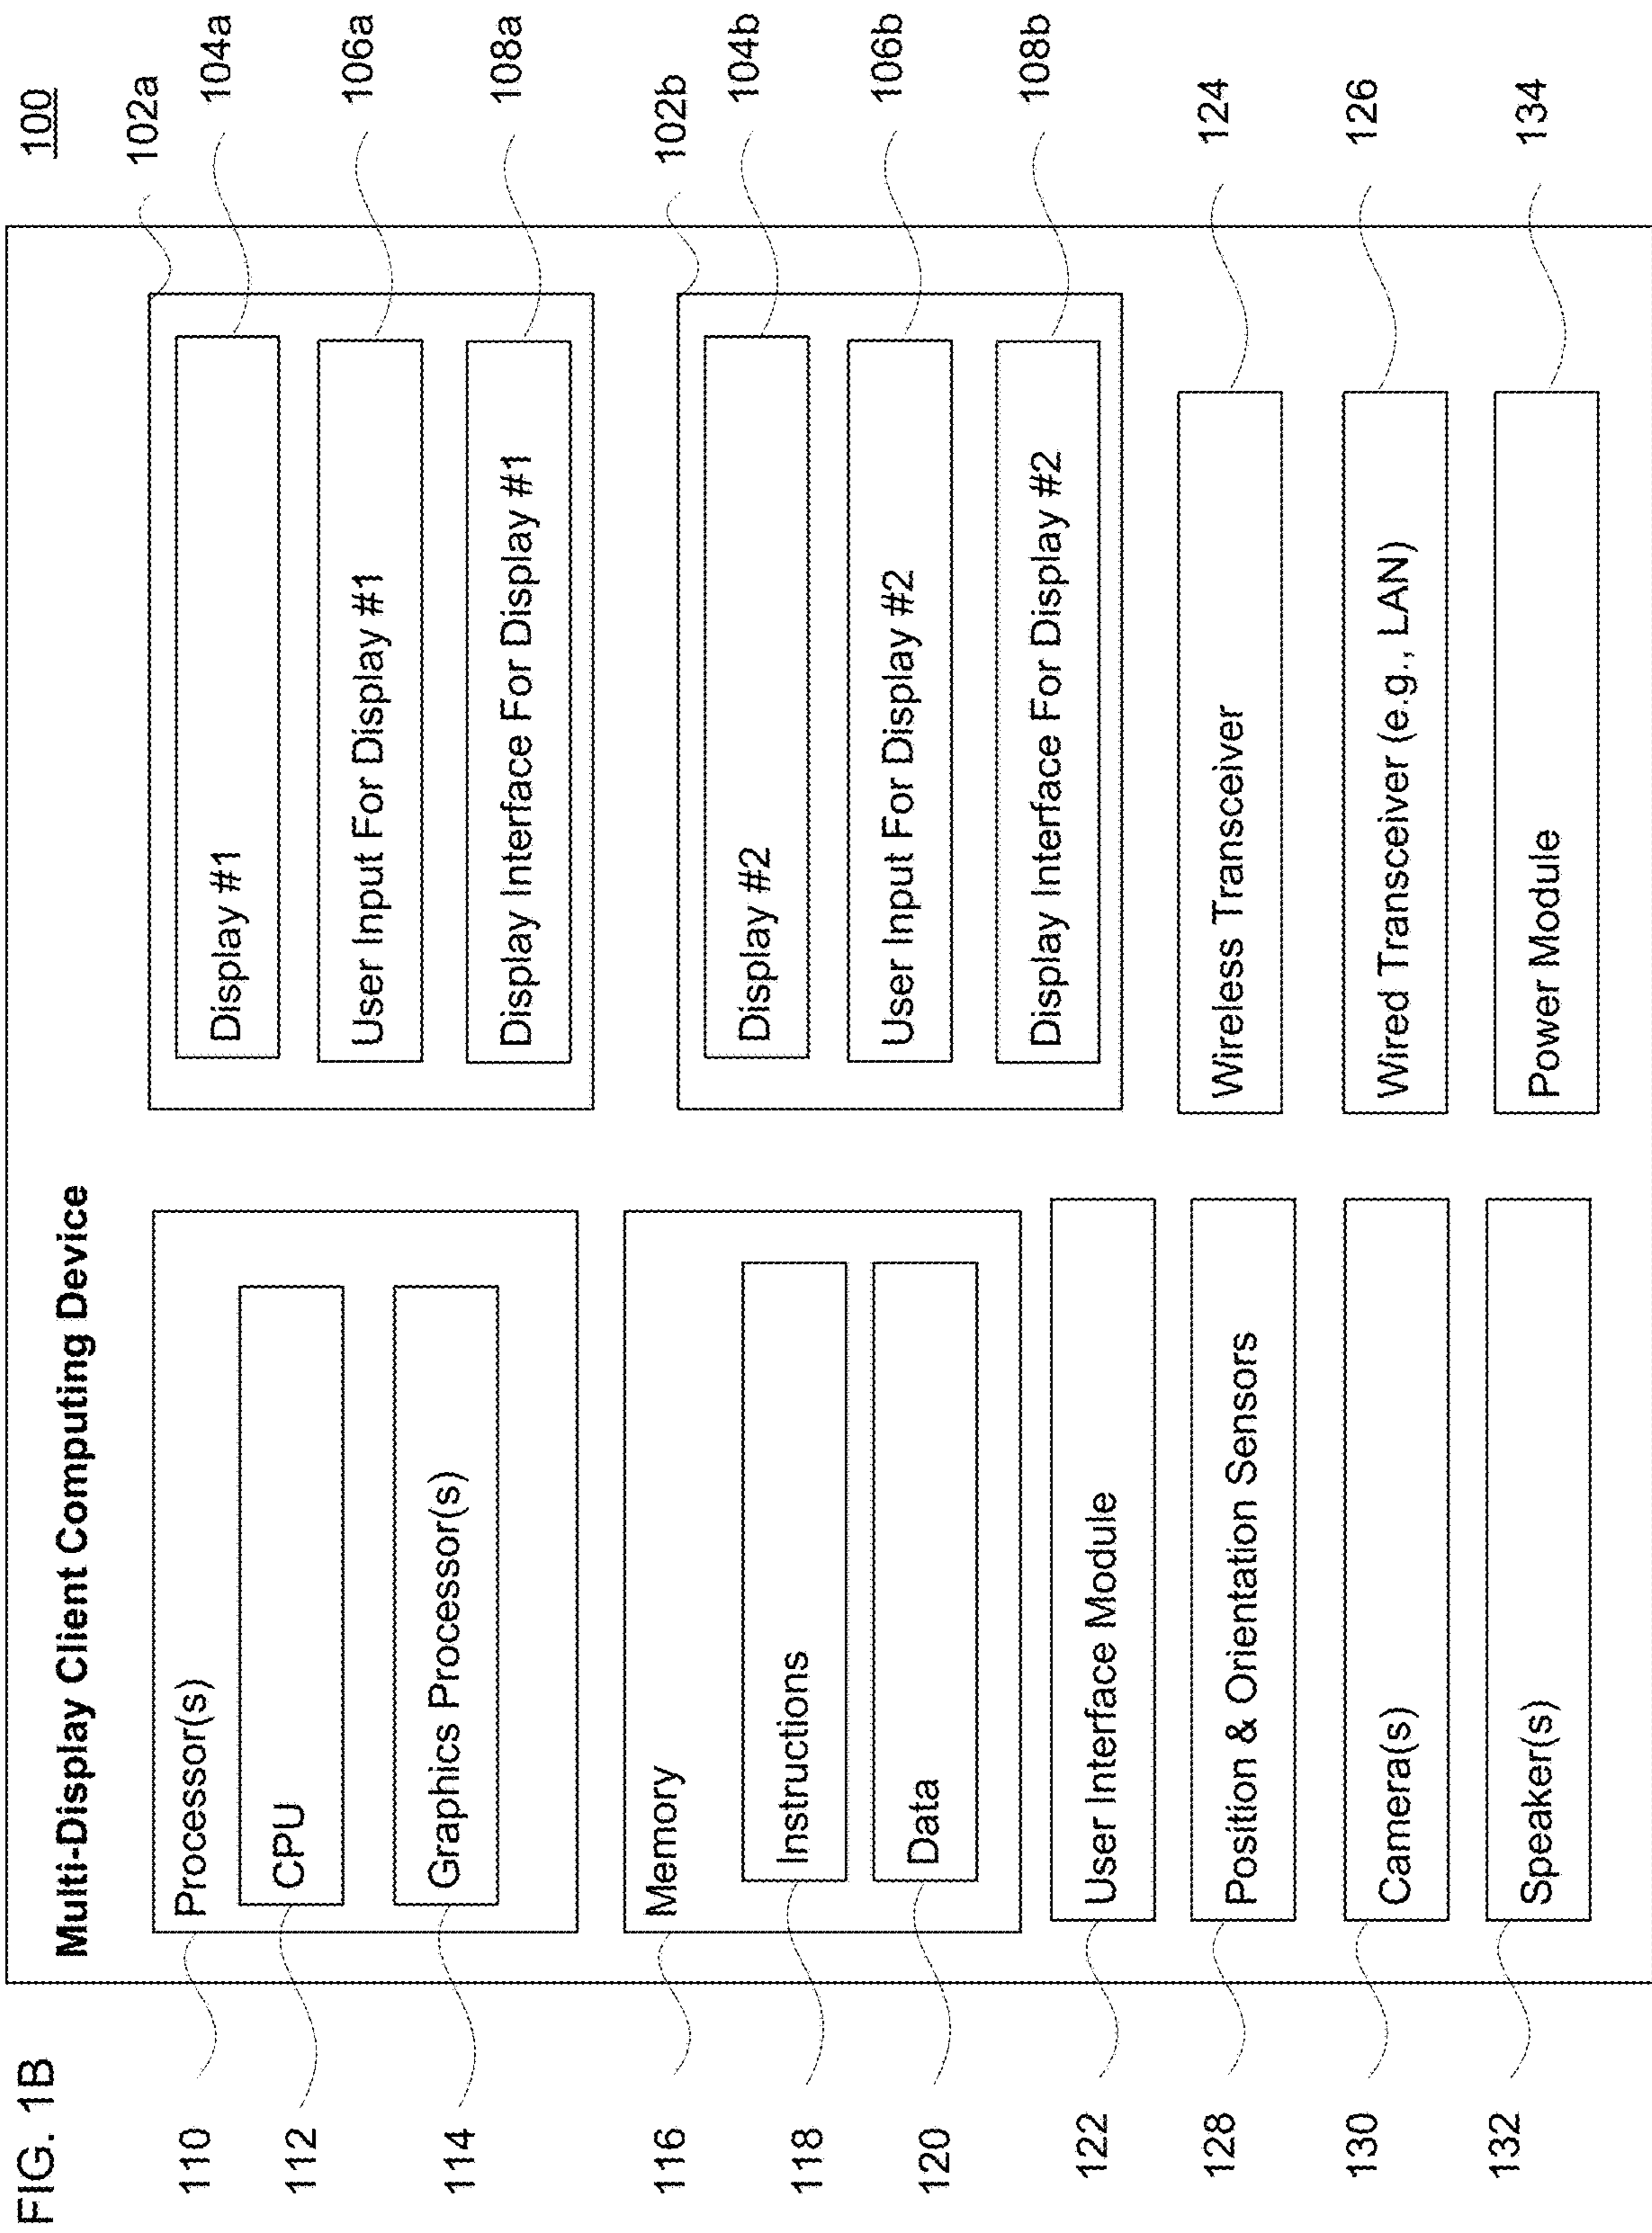 FIG. 1B
100
Multi-Display Client Computing Device
110
Processor(s)
112
CPU
114
Graphics Processor(s)
116
Memory
118
Instructions
120
Data
122
User Interface Module
128
Position & Orientation Sensors
130
Camera(s)
132
Speaker(s)
102a
Display #1
104a
User Input For Display #1
106a
Display Interface For Display #1
108a
102b
Display #2
104b
User Input For Display #2
106b
Display Interface For Display #2
108b
Wireless Transceiver
124
Wired Transceiver (e.g., LAN)
126
Power Module
134